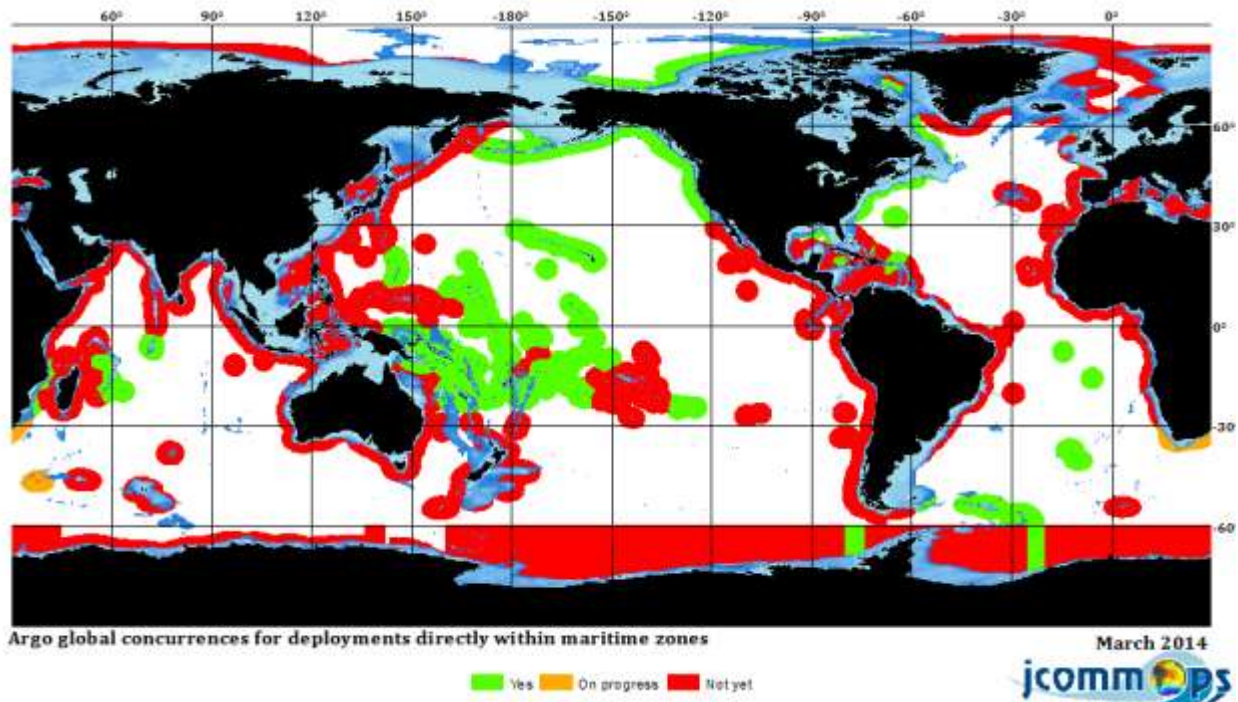 60° 90° 120° 150° -180° -150° -120° -90° -60° -30° 0°
60°
30°
0°
-30°
-60°
Argo global concurrences for deployments directly within maritime zones
March 2014
Yes On progress Not yet
jcommops